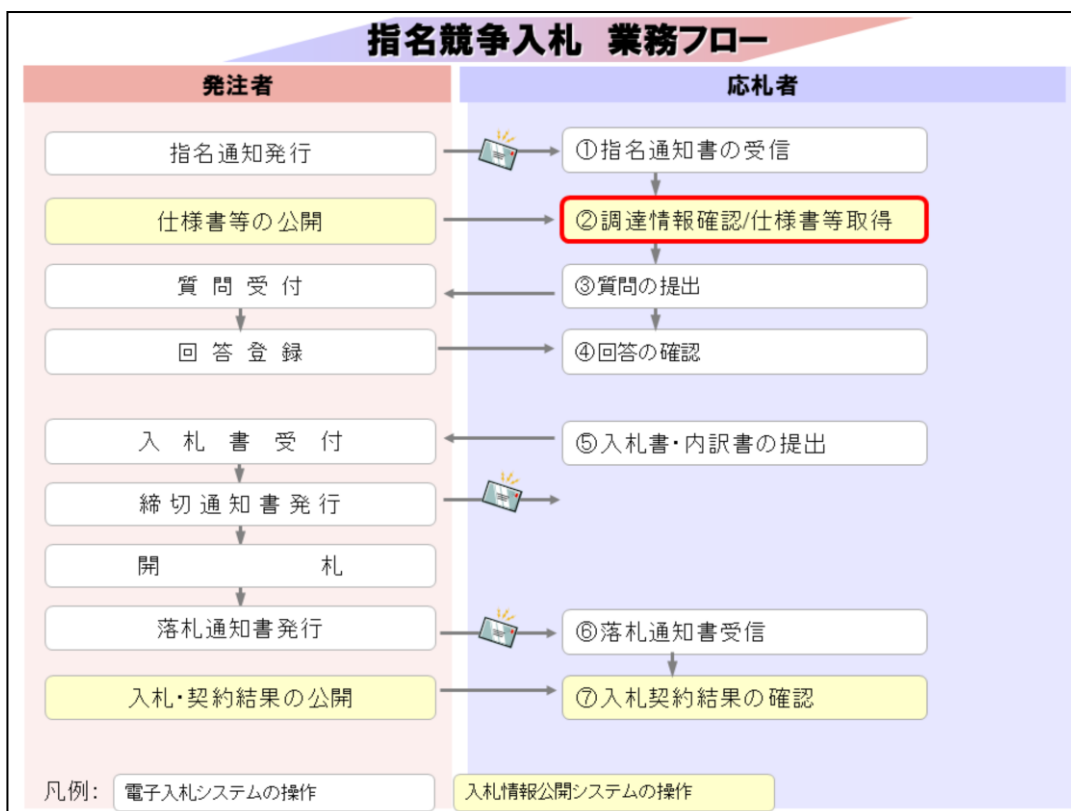 指名競争入札 業務フロー
発注者 応札者
指名通知発行 ①指名通知書の受信
仕様書等の公開 ②調達情報確認/仕様書等取得
質問受付 ③質問の提出
回答登録 ④回答の確認
入札書受付 ⑤入札書・内訳書の提出
締切通知書発行
開札
落札通知書発行 ⑥落札通知書受信
入札・契約結果の公開 ⑦入札契約結果の確認
凡例: 電子入札システムの操作 入札情報公開システムの操作